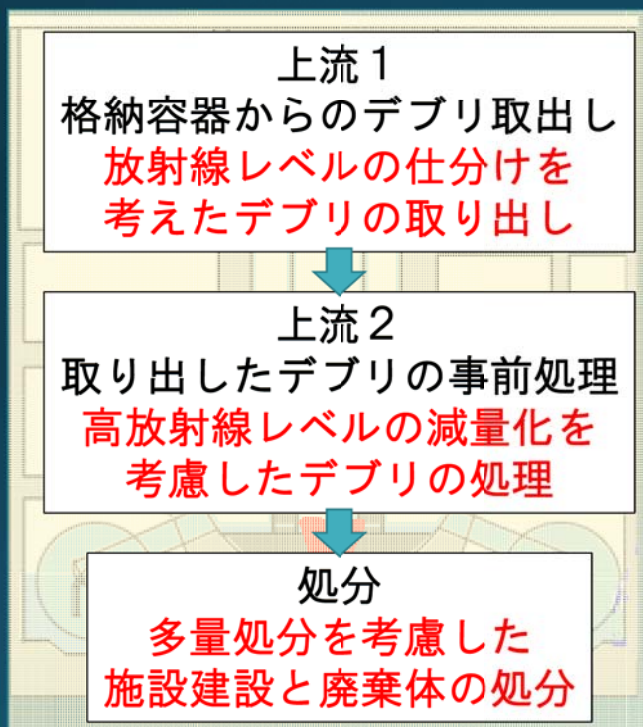 上流１
格納容器からのデブリ取出し
放射線レベルの仕分けを
考えたデブリの取り出し
上流２
取り出したデブリの事前処理
高放射線レベルの減量化を
考慮したデブリの処理
処分
多量処分を考慮した
施設建設と廃棄体の処分